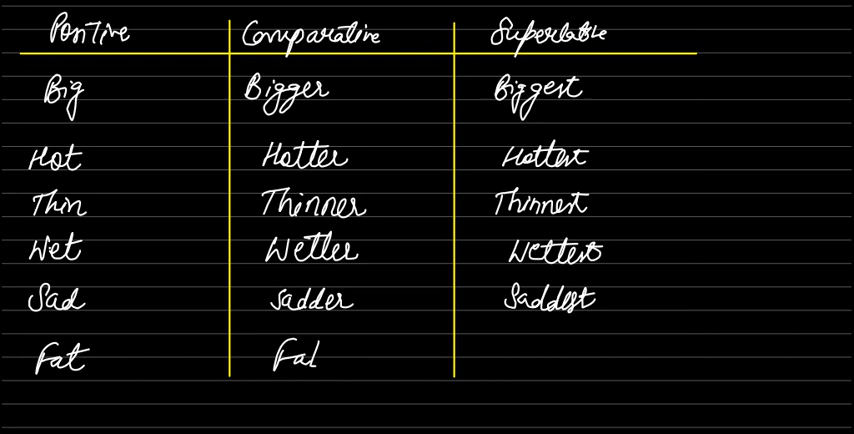 Positive Comparative Superlative
Big Bigger Biggest
Hot Hotter Hottest
Thin Thinner Thinnest
Wet Wetter Wettest
Sad Sadder Saddest
Fat Fat